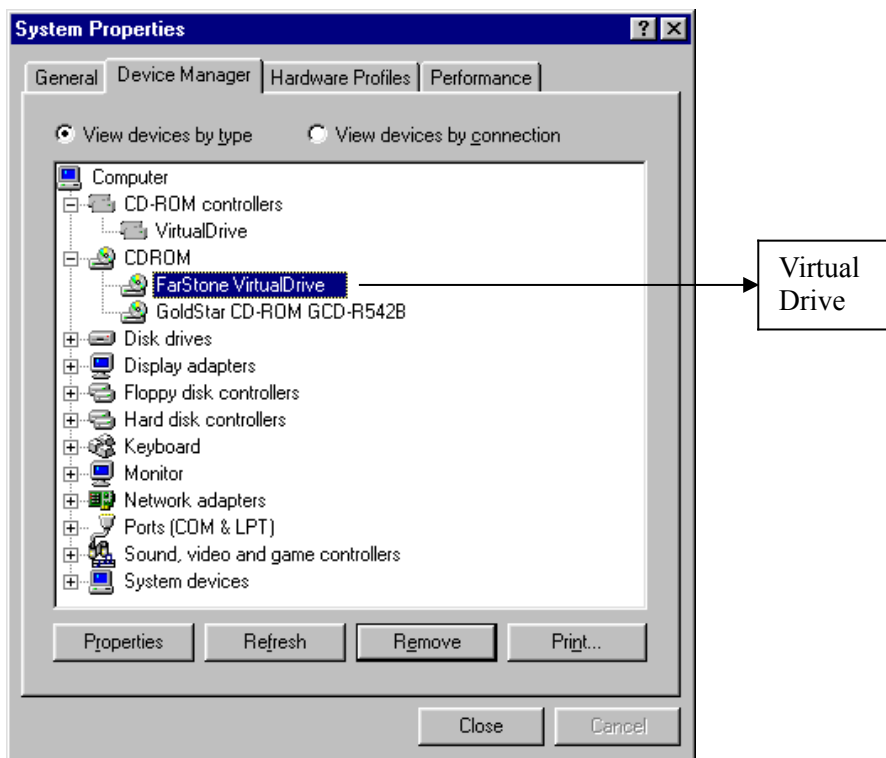 System Properties
General Device Manager Hardware Profiles Performance
View devices by type View devices by connection
Computer
CD-ROM controllers
VirtualDrive
CDROM
FarStone VirtualDrive
GoldStar CD-ROM GCD-R542B
Disk drives
Display adapters
Floppy disk controllers
Hard disk controllers
Keyboard
Monitor
Network adapters
Ports (COM & LPT)
Sound, video and game controllers
System devices
Properties Refresh Remove Print...
Close Cancel
Virtual
Drive